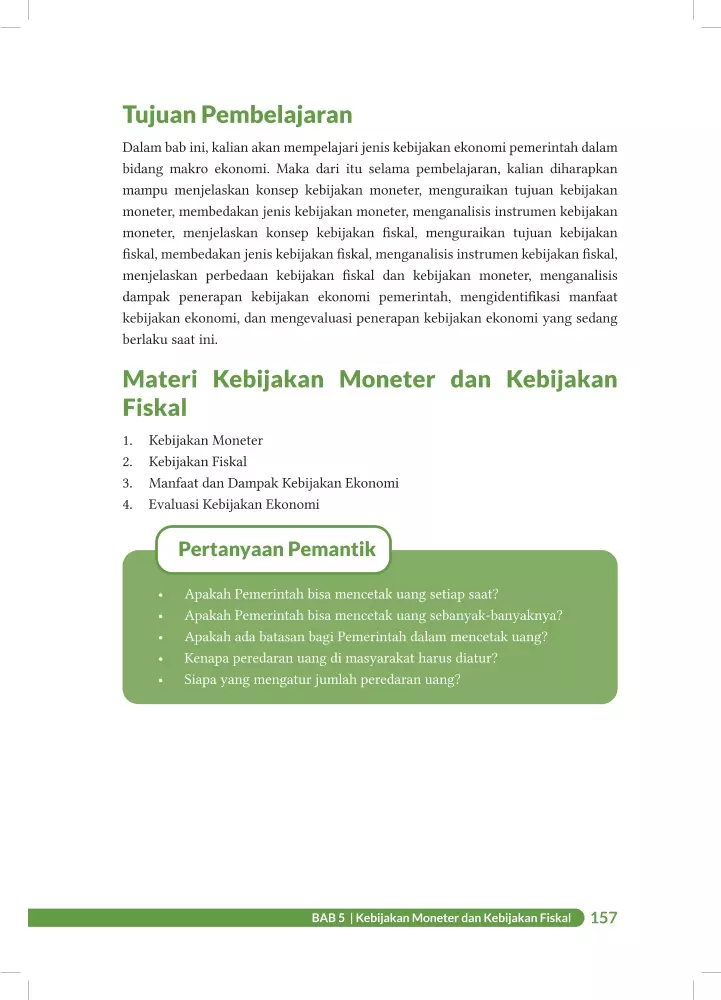 Tujuan Pembelajaran
Dalam bab ini, kalian akan mempelajari jenis kebijakan ekonomi pemerintah dalam
bidang makro ekonomi. Maka dari itu selama pembelajaran, kalian diharapkan
mampu menjelaskan konsep kebijakan moneter, menguraikan tujuan kebijakan
moneter, membedakan jenis kebijakan moneter, menganalisis instrumen kebijakan
moneter, menjelaskan konsep kebijakan fiskal, menguraikan tujuan kebijakan
fiskal, membedakan jenis kebijakan fiskal, menganalisis instrumen kebijakan fiskal,
menjelaskan perbedaan kebijakan fiskal dan kebijakan moneter, menganalisis
dampak penerapan kebijakan ekonomi pemerintah, mengidentifikasi manfaat
kebijakan ekonomi, dan mengevaluasi penerapan kebijakan ekonomi yang sedang
berlaku saat ini.
Materi Kebijakan Moneter dan Kebijakan
Fiskal
1. Kebijakan Moneter
2. Kebijakan Fiskal
3. Manfaat dan Dampak Kebijakan Ekonomi
4. Evaluasi Kebijakan Ekonomi
Pertanyaan Pemantik
• Apakah Pemerintah bisa mencetak uang setiap saat?
• Apakah Pemerintah bisa mencetak uang sebanyak-banyaknya?
• Apakah ada batasan bagi Pemerintah dalam mencetak uang?
• Kenapa peredaran uang di masyarakat harus diatur?
• Siapa yang mengatur jumlah peredaran uang?
BAB 5 | Kebijakan Moneter dan Kebijakan Fiskal 157